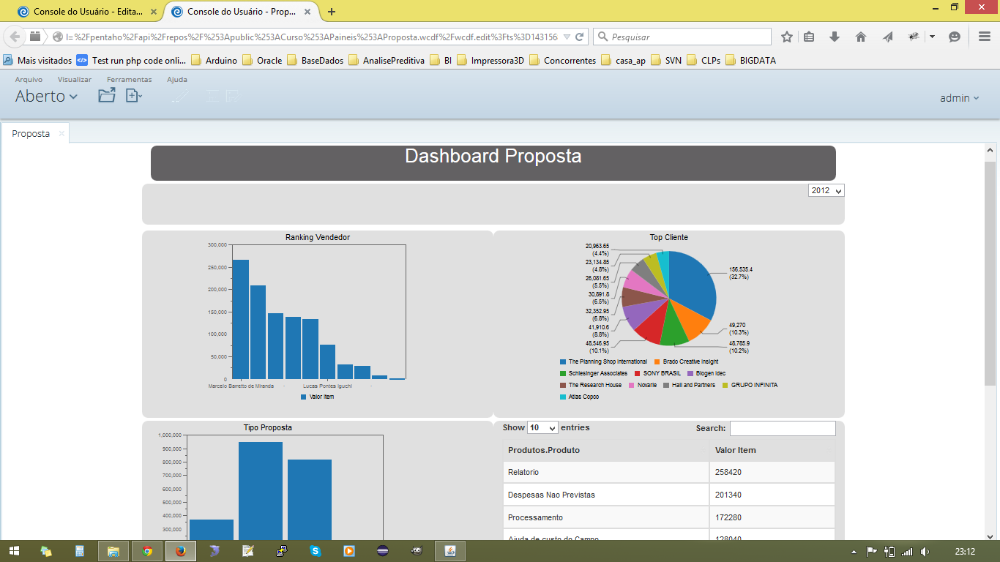 Console do Usuário - Edita...
Console do Usuário - Prop...
l=%2Fpentaho%2Fapi%2Frepos%2F%253Apublic%253ACurso%253APaineis%253AProposta.wcdf%2Fwcdf.edit%3Fts%3D143156
Pesquisar
Mais visitados
Test run php code onli...
Arduino
Oracle
BaseDados
AnalisePreditiva
BI
Impressora3D
Concorrentes
casa_ap
SVN
CLPs
BIGDATA
Arquivo Visualizar Ferramentas Ajuda
Aberto
admin
Proposta
Dashboard Proposta
2012
Ranking Vendedor
300,000
250,000
200,000
150,000
100,000
50,000
0
Marcelo Barretto de Miranda - Lucas Pontes Iguchi -
Valor Item
Top Cliente
20,963.65
(4.4%)
23,134.85
(4.8%)
26,081.65
(5.5%)
30,891.8
(6.5%)
32,352.95
(6.8%)
41,910.6
(8.8%)
48,546.95
(10.1%)
156,535.4
(32.7%)
49,270
(10.3%)
48,785.9
(10.2%)
The Planning Shop International Brado Creative Insight
Schlesinger Associates SONY BRASIL Biogen Idec
The Research House Novarie Hall and Partners GRUPO INFINITA
Atlas Copco
Tipo Proposta
1,000,000
900,000
800,000
700,000
600,000
500,000
400,000
300,000
Show 10 entries
Search:
Produtos.Produto Valor Item
Relatorio 258420
Despesas Nao Previstas 201340
Processamento 172280
Ajuda de custo do Campo 128040
23:12